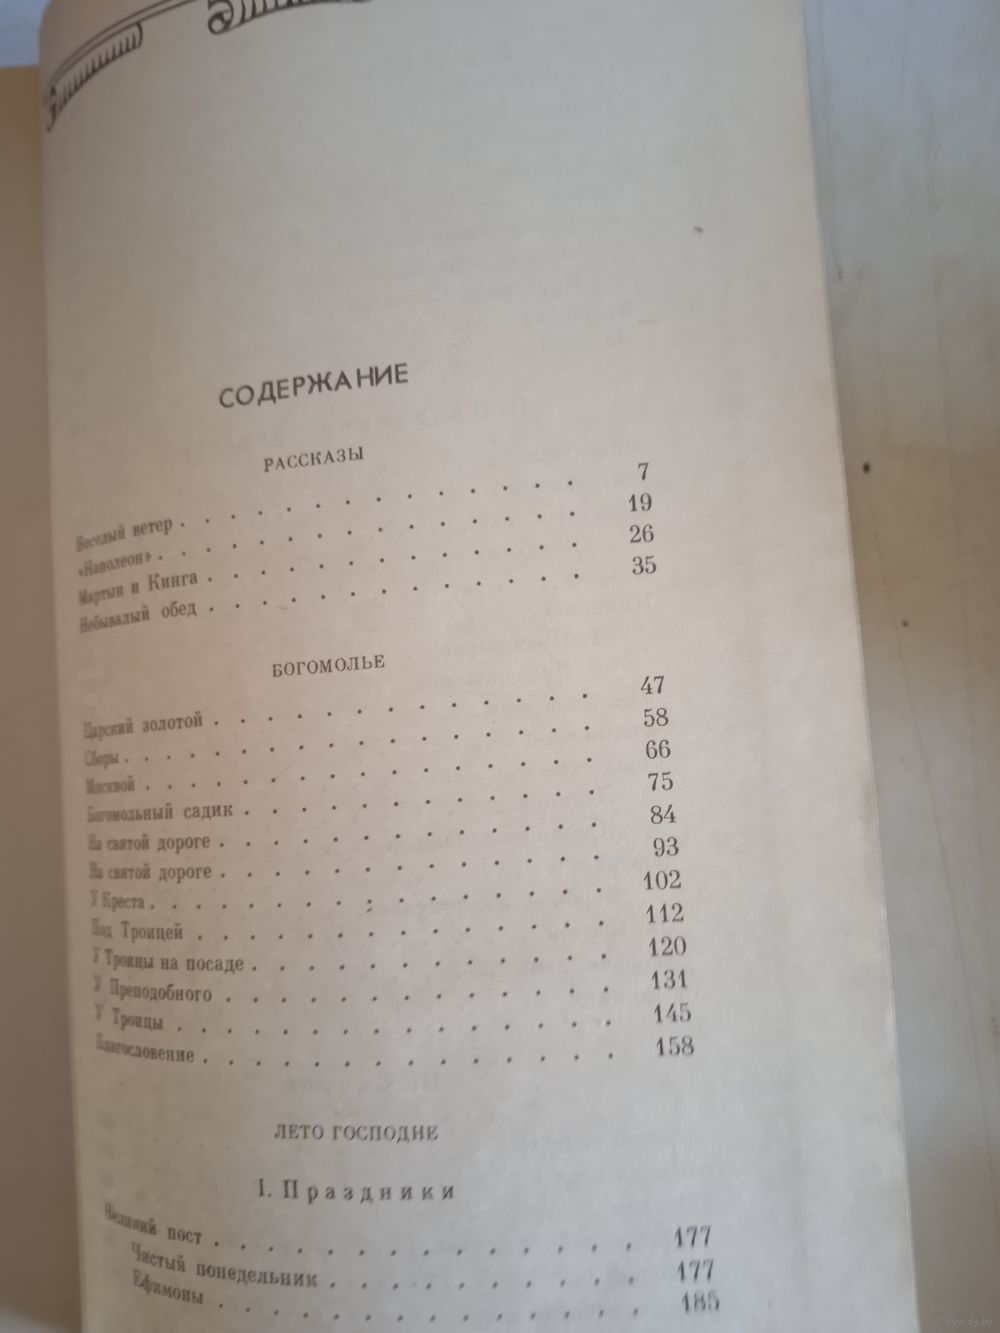 СОДЕРЖАНИЕ
РАССКАЗЫ
Веселый ветер . . . . . . . . . . . . . . . . 7
«Наполеон» . . . . . . . . . . . . . . . . . 19
Мартын и Кинга . . . . . . . . . . . . . . . 26
Небывалый обед . . . . . . . . . . . . . . . 35
БОГОМОЛЬЕ
Царский золотой . . . . . . . . . . . . . . . 47
Сборы . . . . . . . . . . . . . . . . . . 58
Москвой . . . . . . . . . . . . . . . . . 66
Богомольный садик . . . . . . . . . . . . . . 75
На святой дороге . . . . . . . . . . . . . . . 84
На святой дороге . . . . . . . . . . . . . . . 93
У Креста . . . . . . . . . . . . . . . . . 102
Под Троицей . . . . . . . . . . . . . . . . 112
У Троицы на посаде . . . . . . . . . . . . . . 120
У Преподобного . . . . . . . . . . . . . . . 131
У Троицы . . . . . . . . . . . . . . . . . 145
Благословение . . . . . . . . . . . . . . . . 158
ЛЕТО ГОСПОДНЕ
I. Праздники
Великий пост . . . . . . . . . . . . . . . . 177
Чистый понедельник . . . . . . . . . . . . 177
Ефимоны . . . . . . . . . . . . . . . . 185
www.ay.by